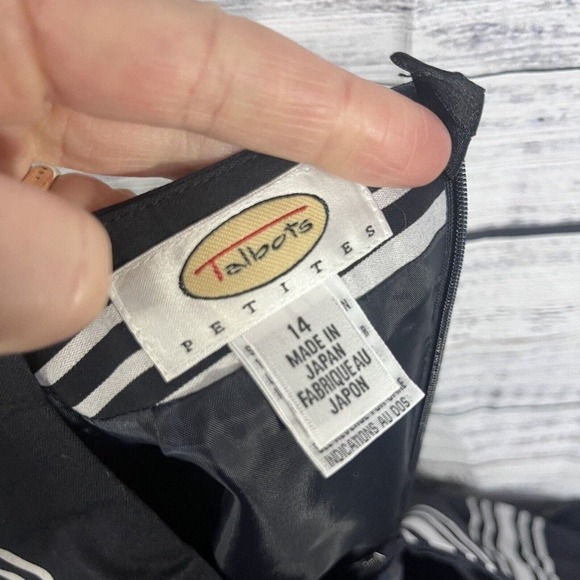 Talbots
PETITES
14
MADE IN
JAPAN
FABRIQUE AU
JAPON
INDICATIONS AU DOS